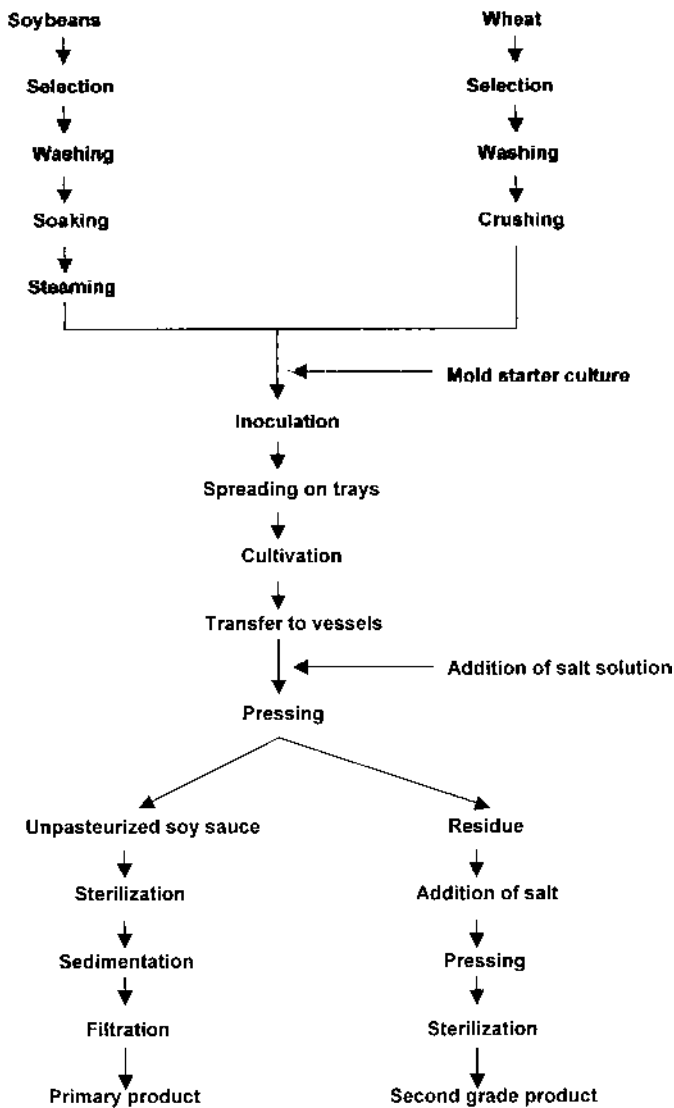 Soybeans
Wheat
Selection
Selection
Washing
Washing
Soaking
Crushing
Steaming
Mold starter culture
Inoculation
Spreading on trays
Cultivation
Transfer to vessels
Addition of salt solution
Pressing
Unpasteurized soy sauce
Residue
Sterilization
Addition of salt
Sedimentation
Pressing
Filtration
Sterilization
Primary product
Second grade product